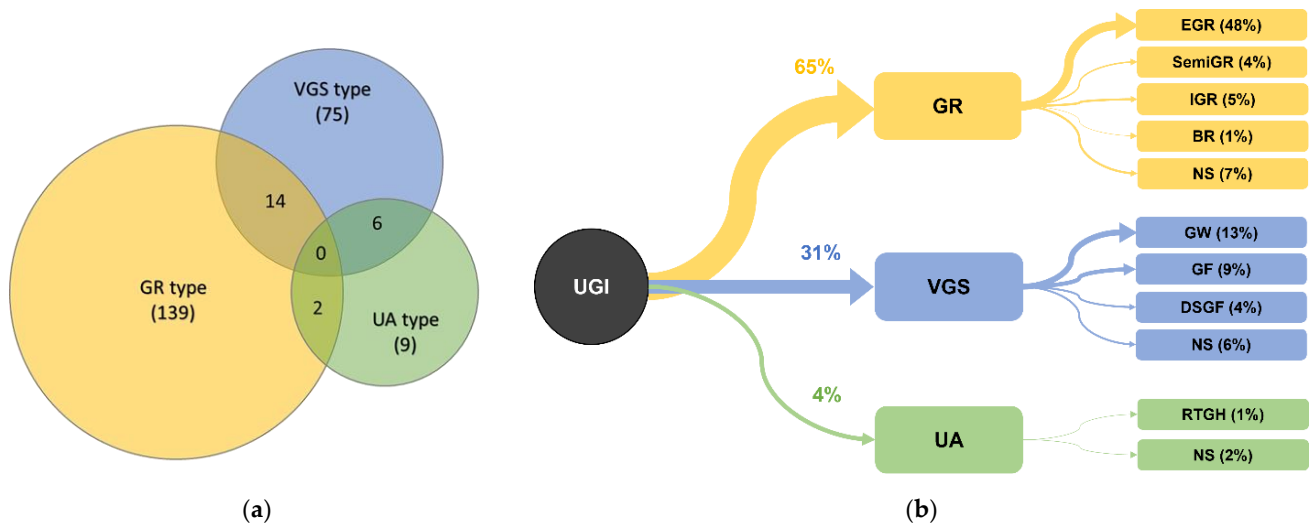 VGS type
(75)
14
6
0
GR type
(139)
2
UA type
(9)
(a)
UGI
65%
31%
4%
GR
VGS
UA
EGR (48%)
SemiGR (4%)
IGR (5%)
BR (1%)
NS (7%)
GW (13%)
GF (9%)
DSGF (4%)
NS (6%)
RTGH (1%)
NS (2%)
(b)